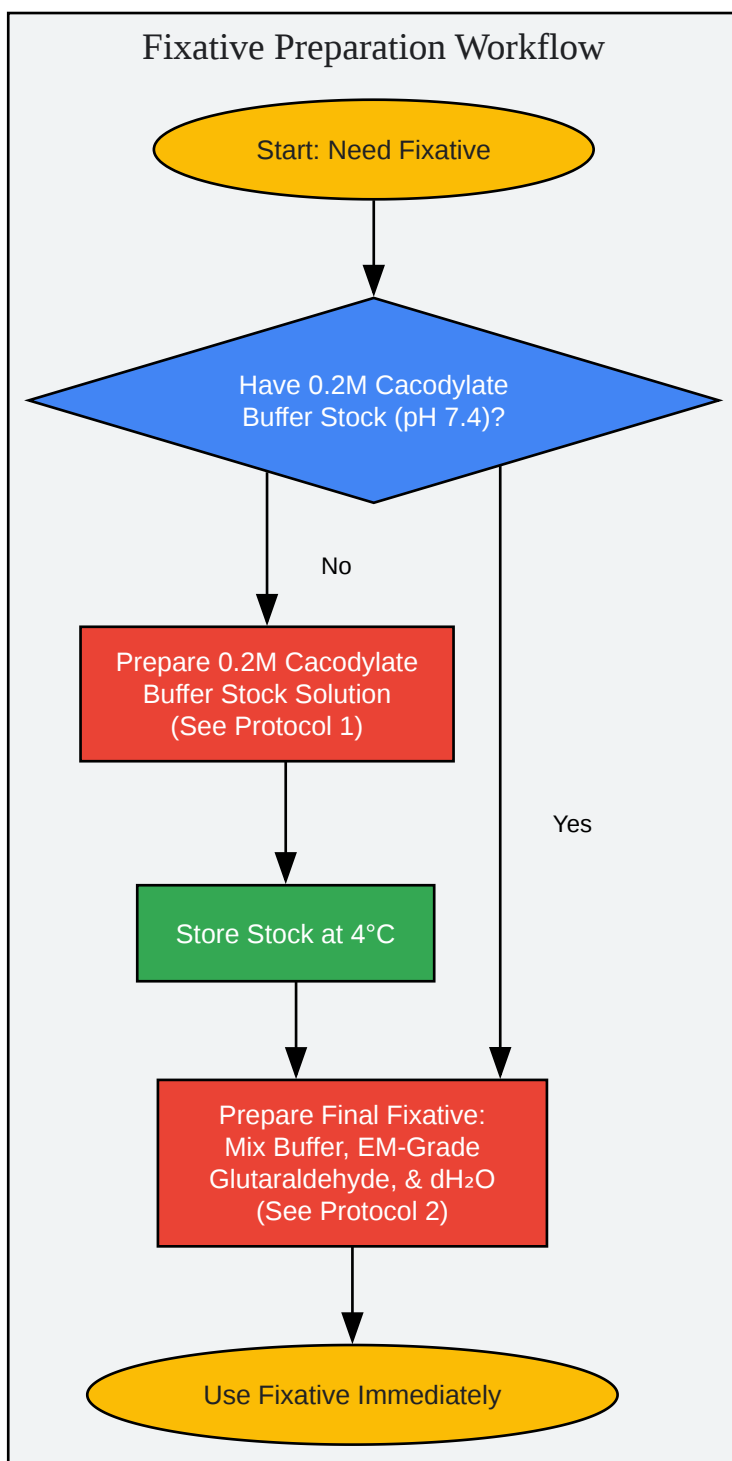 Fixative Preparation Workflow
Start: Need Fixative
Have 0.2M Cacodylate
Buffer Stock (pH 7.4)?
No
Prepare 0.2M Cacodylate
Buffer Stock Solution
(See Protocol 1)
Yes
Store Stock at 4°C
Prepare Final Fixative:
Mix Buffer, EM-Grade
Glutaraldehyde, & dH₂O
(See Protocol 2)
Use Fixative Immediately